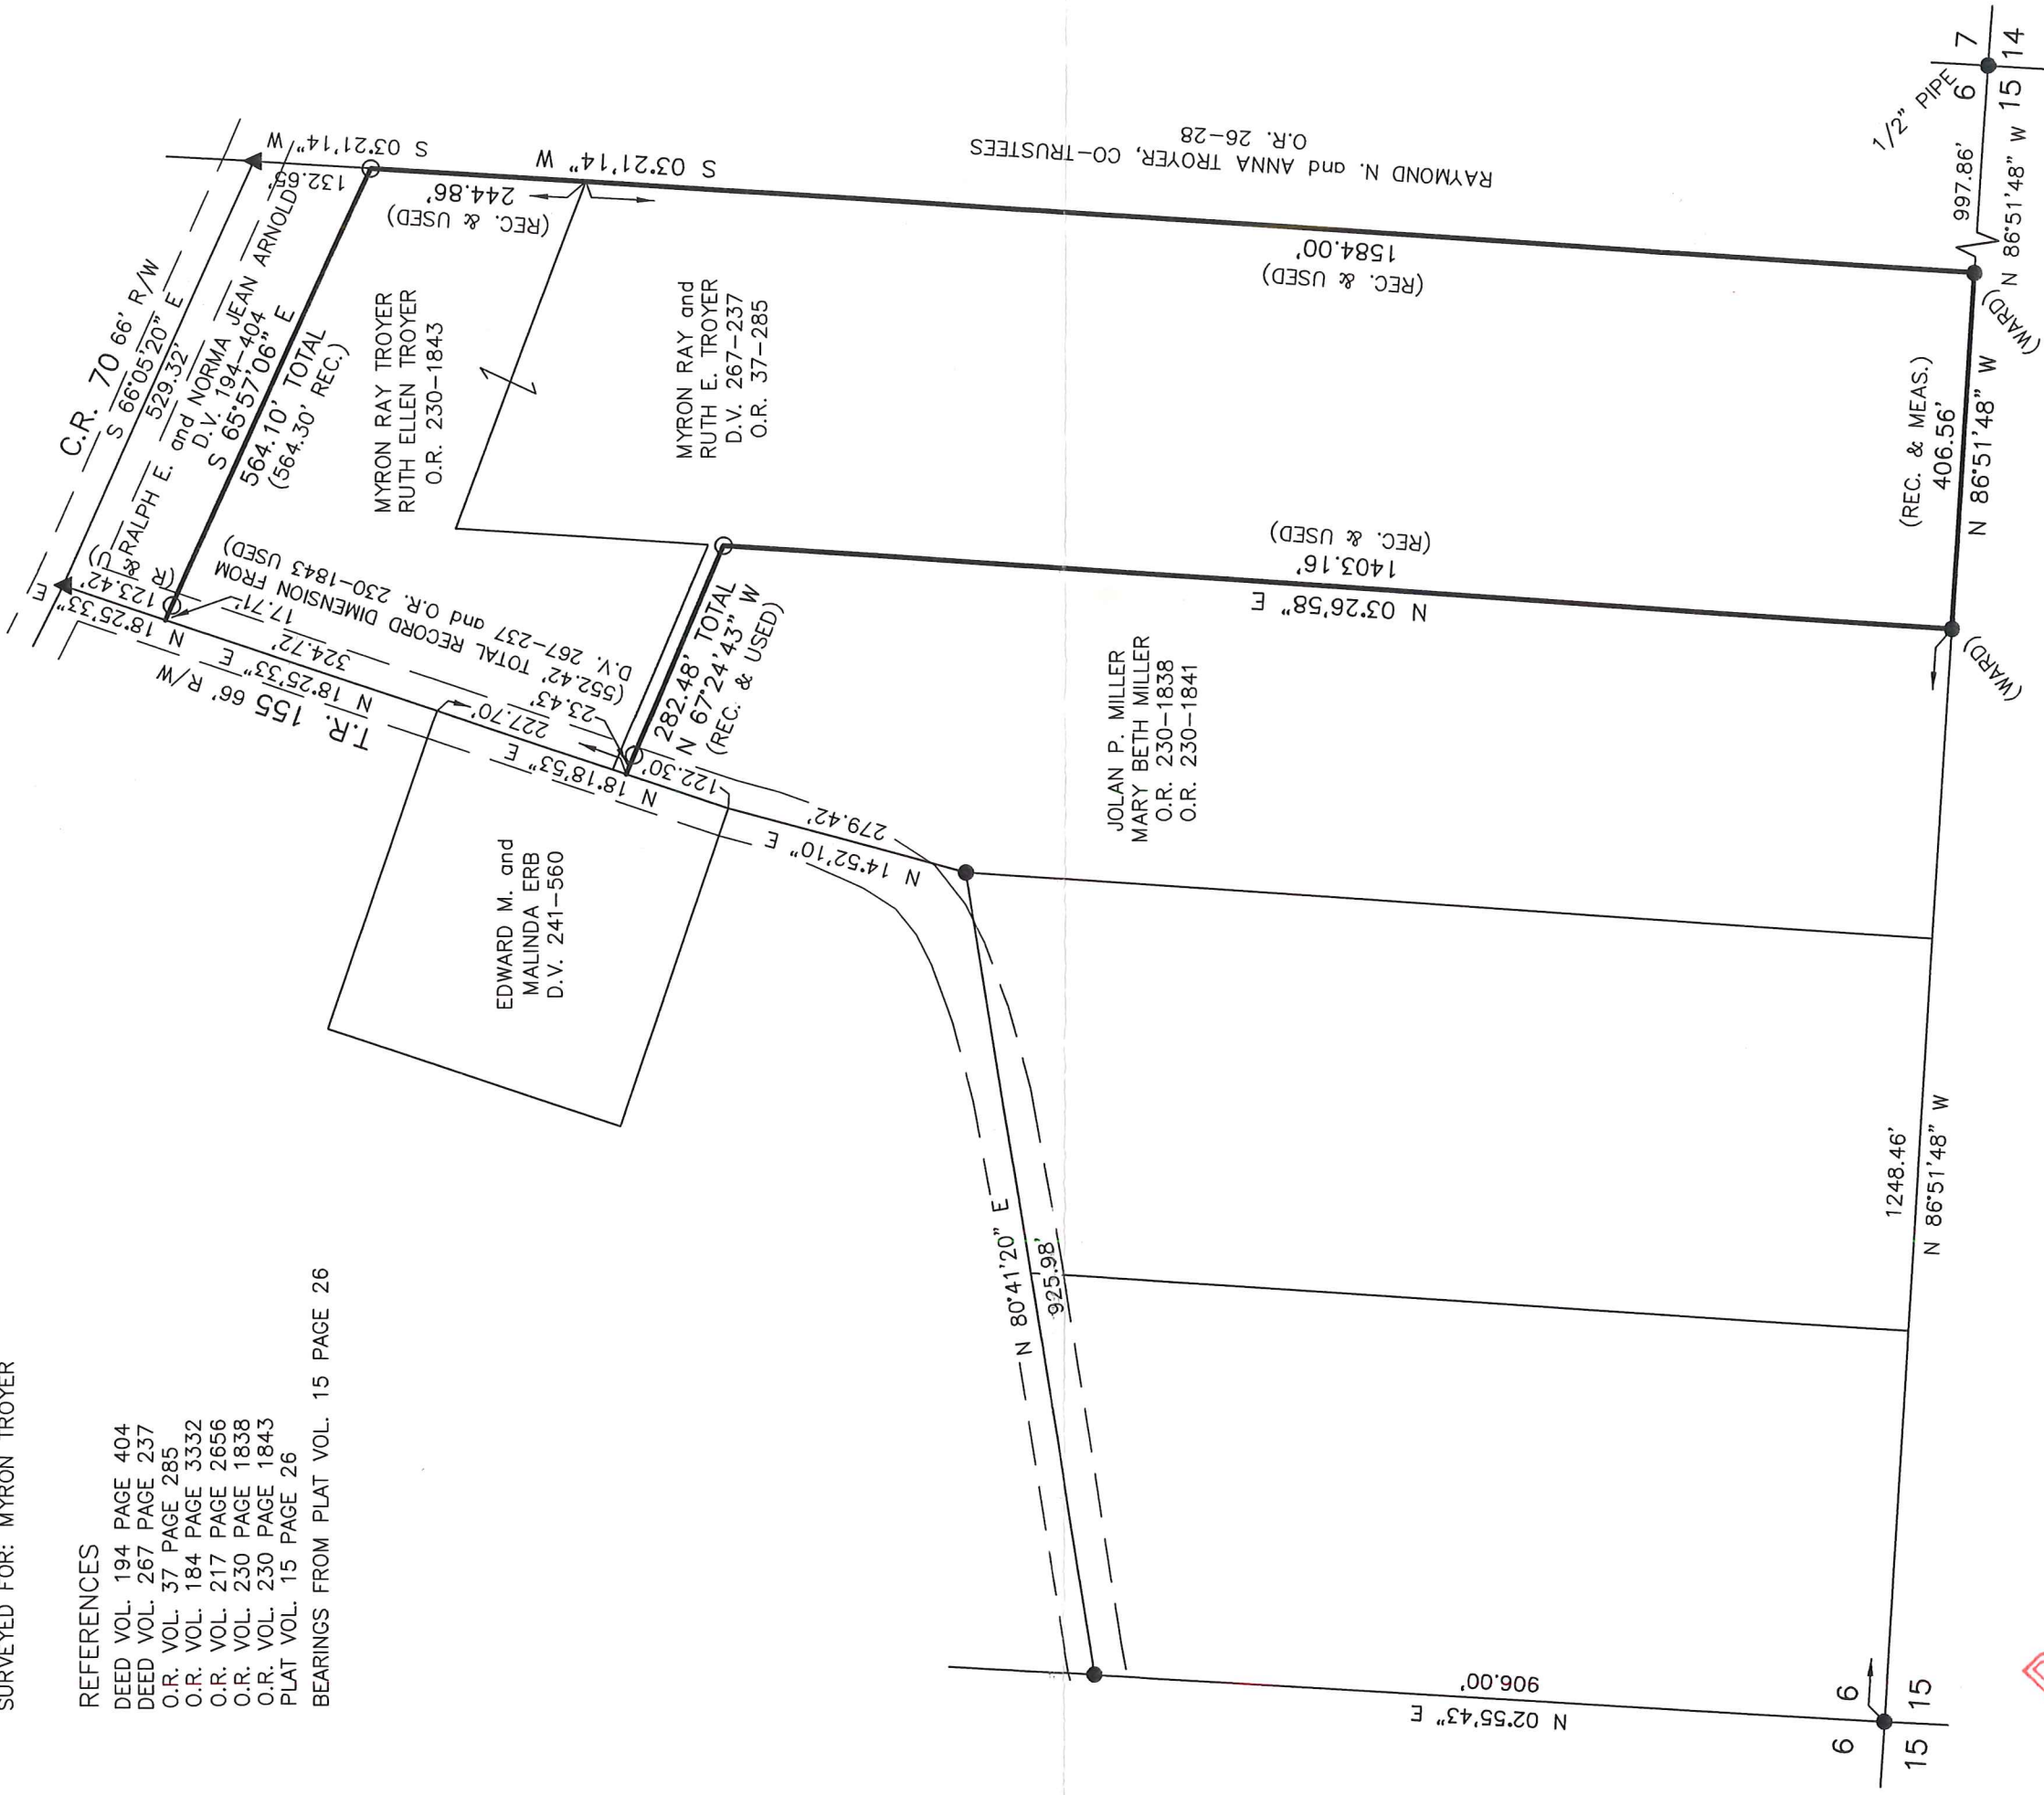 SURVEYED FOR: MYRON TROYER
REFERENCES
DEED VOL. 194 PAGE 404
DEED VOL. 267 PAGE 237
O.R. VOL. 37 PAGE 285
O.R. VOL. 184 PAGE 3332
O.R. VOL. 217 PAGE 2656
O.R. VOL. 230 PAGE 1838
O.R. VOL. 230 PAGE 1843
PLAT VOL. 15 PAGE 26
BEARINGS FROM PLAT VOL. 15 PAGE 26
C.R. 70 66' R/W
S 66°05'20" E
529.32'
RALPH E. and NORMA JEAN ARNOLD
D.V. 194-404
S 65°57'06" E
564.10' TOTAL
(564.30' REC.)
S 03°21'14" W
132.65'
S 03°21'14" W
244.86'
(REC. & USED)
MYRON RAY TROYER
RUTH ELLEN TROYER
O.R. 230-1843
MYRON RAY and
RUTH E. TROYER
D.V. 267-237
O.R. 37-285
RAYMOND N. and ANNA TROYER, CO-TRUSTEES
O.R. 26-28
1584.00'
(REC. & USED)
N 18°25'33" E
123.42'
(R & U)
17.71'
T.R. 155 66' R/W
N 18°25'33" E
324.72'
(552.42' TOTAL RECORD DIMENSION FROM
D.V. 267-237 and O.R. 230-1843 USED)
227.70'
23.43'
N 18°18'53" E
122.30'
282.48' TOTAL
N 67°24'43" W
(REC. & USED)
EDWARD M. and
MALINDA ERB
D.V. 241-560
N 14°52'10" E
279.42'
N 03°26'58" E
1403.16'
(REC. & USED)
JOLAN P. MILLER
MARY BETH MILLER
O.R. 230-1838
O.R. 230-1841
N 80°41'20" E
925.98'
N 02°55'43" E
906.00'
6
6
15
15
1248.46'
N 86°51'48" W
(WARD)
(REC. & MEAS.)
406.56'
N 86°51'48" W
(WARD)
997.86'
N 86°51'48" W
1/2" PIPE
6
7
15
14